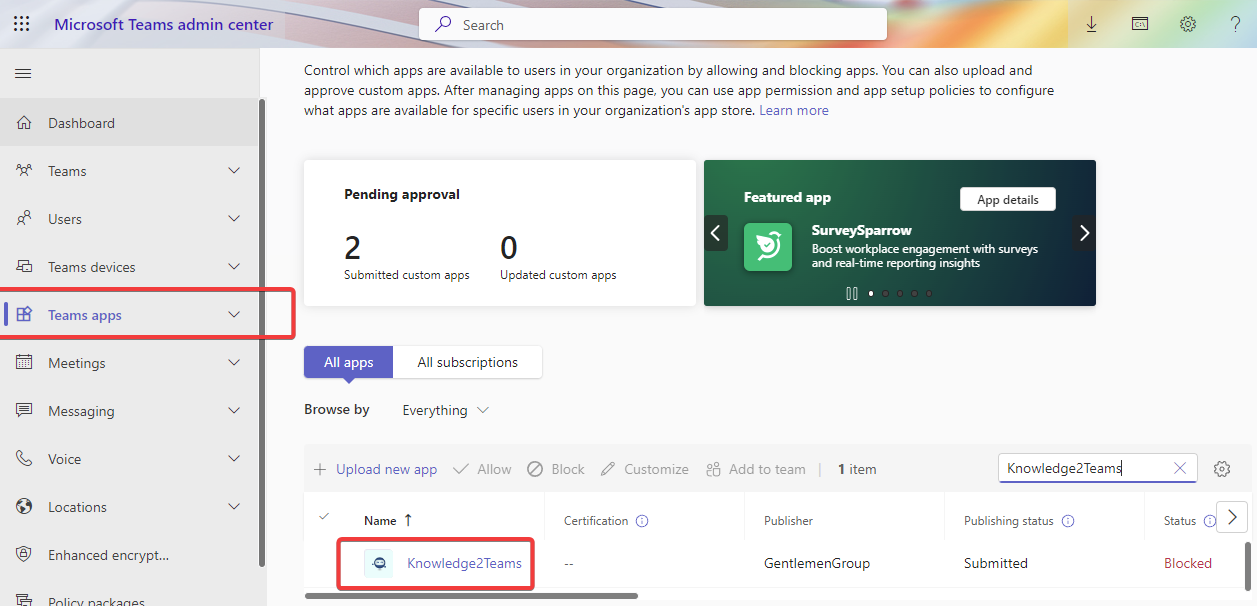 Microsoft Teams admin center
Search
Dashboard
Teams
Users
Teams devices
Teams apps
Meetings
Messaging
Voice
Locations
Enhanced encrypt...
Policy packages
Control which apps are available to users in your organization by allowing and blocking apps. You can also upload and
approve custom apps. After managing apps on this page, you can use app permission and app setup policies to configure
what apps are available for specific users in your organization's app store. Learn more
Pending approval
2
Submitted custom apps
0
Updated custom apps
Featured app
App details
SurveySparrow
Boost workplace engagement with surveys
and real-time reporting insights
All apps
All subscriptions
Browse by
Everything
Upload new app
Allow
Block
Customize
Add to team
1 item
Knowledge2Teams
Name ↑
Certification
Publisher
Publishing status
Status
Knowledge2Teams
--
GentlemenGroup
Submitted
Blocked